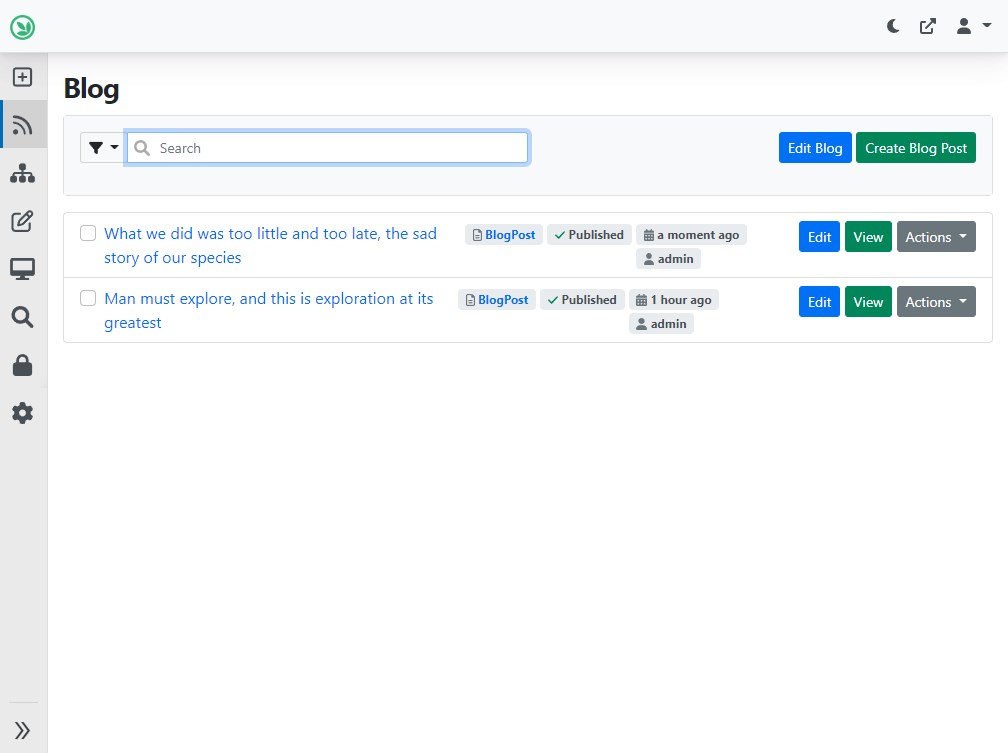 Blog
Search
Edit Blog
Create Blog Post
What we did was too little and too late, the sad
story of our species
BlogPost
Published
a moment ago
admin
Edit
View
Actions
Man must explore, and this is exploration at its
greatest
BlogPost
Published
1 hour ago
admin
Edit
View
Actions